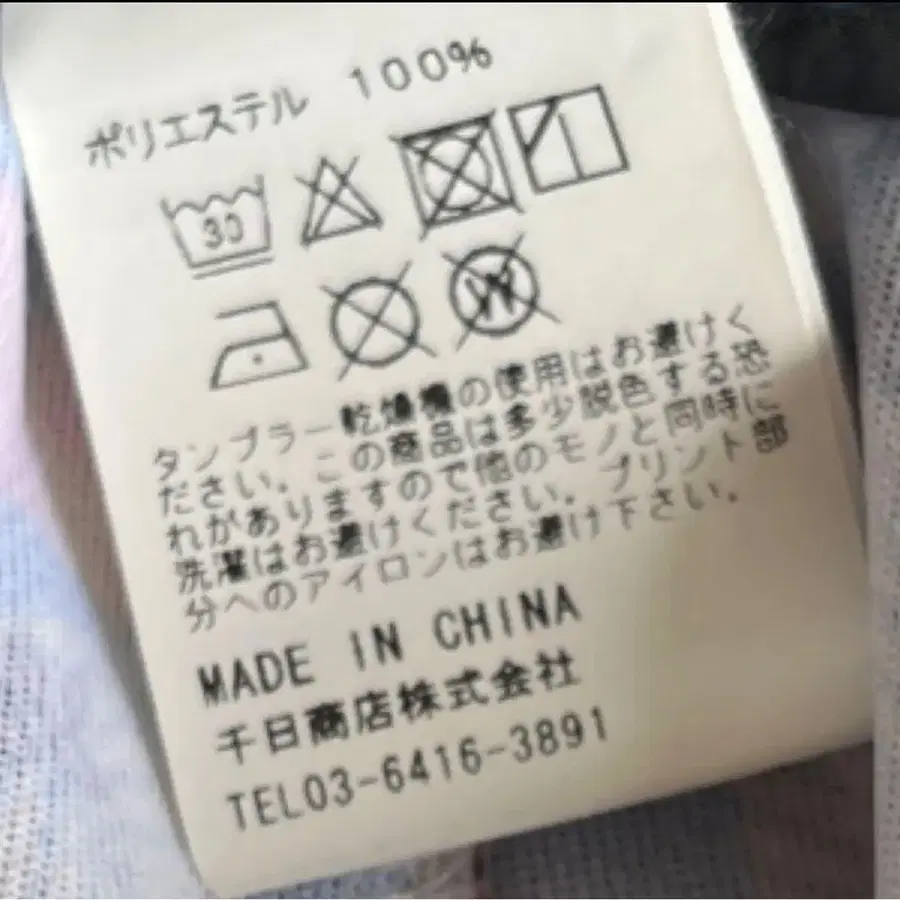 ポリエステル 100%
30
W
タンブラー乾燥機の使用はお避けく
ださい。この商品は多少脱色する恐
れがありますので他のモノと同時に
洗濯はお避けください。プリント部
分へのアイロンはお避け下さい。
MADE IN CHINA
千日商店株式会社
TEL03-6416-3891